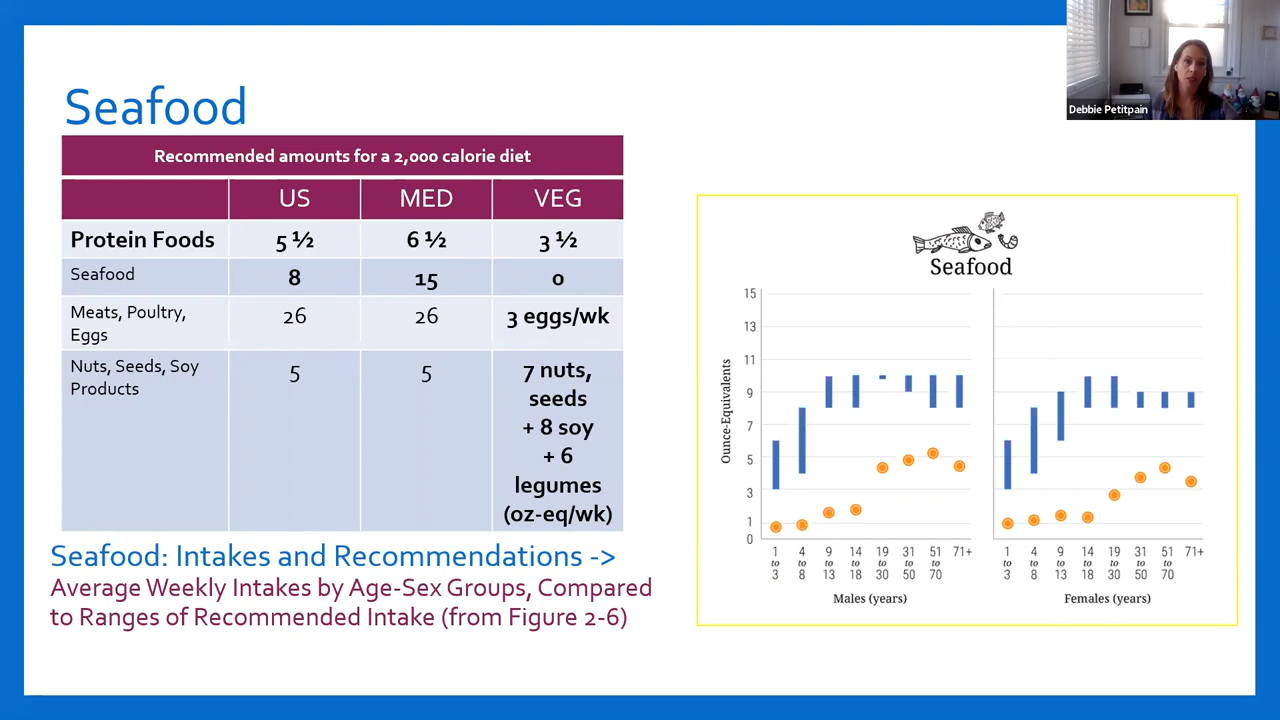 Debbie Petitpain
Seafood
Recommended amounts for a 2,000 calorie diet
US MED VEG
Protein Foods 5 ½ 6 ½ 3 ½
Seafood 8 15 0
Meats, Poultry,
Eggs
26 26 3 eggs/wk
Nuts, Seeds, Soy
Products
5 5 7 nuts,
seeds
+ 8 soy
+ 6
legumes
(oz-eq/wk)
Seafood: Intakes and Recommendations ->
Average Weekly Intakes by Age-Sex Groups, Compared
to Ranges of Recommended Intake (from Figure 2-6)
Seafood
Ounce-Equivalents
15
13
11
9
7
5
3
1
0
1 4 9 14 19 31 51 71+
to to to to to to to
3 8 13 18 30 50 70
Males (years)
1 4 9 14 19 31 51 71+
to to to to to to to
3 8 13 18 30 50 70
Females (years)